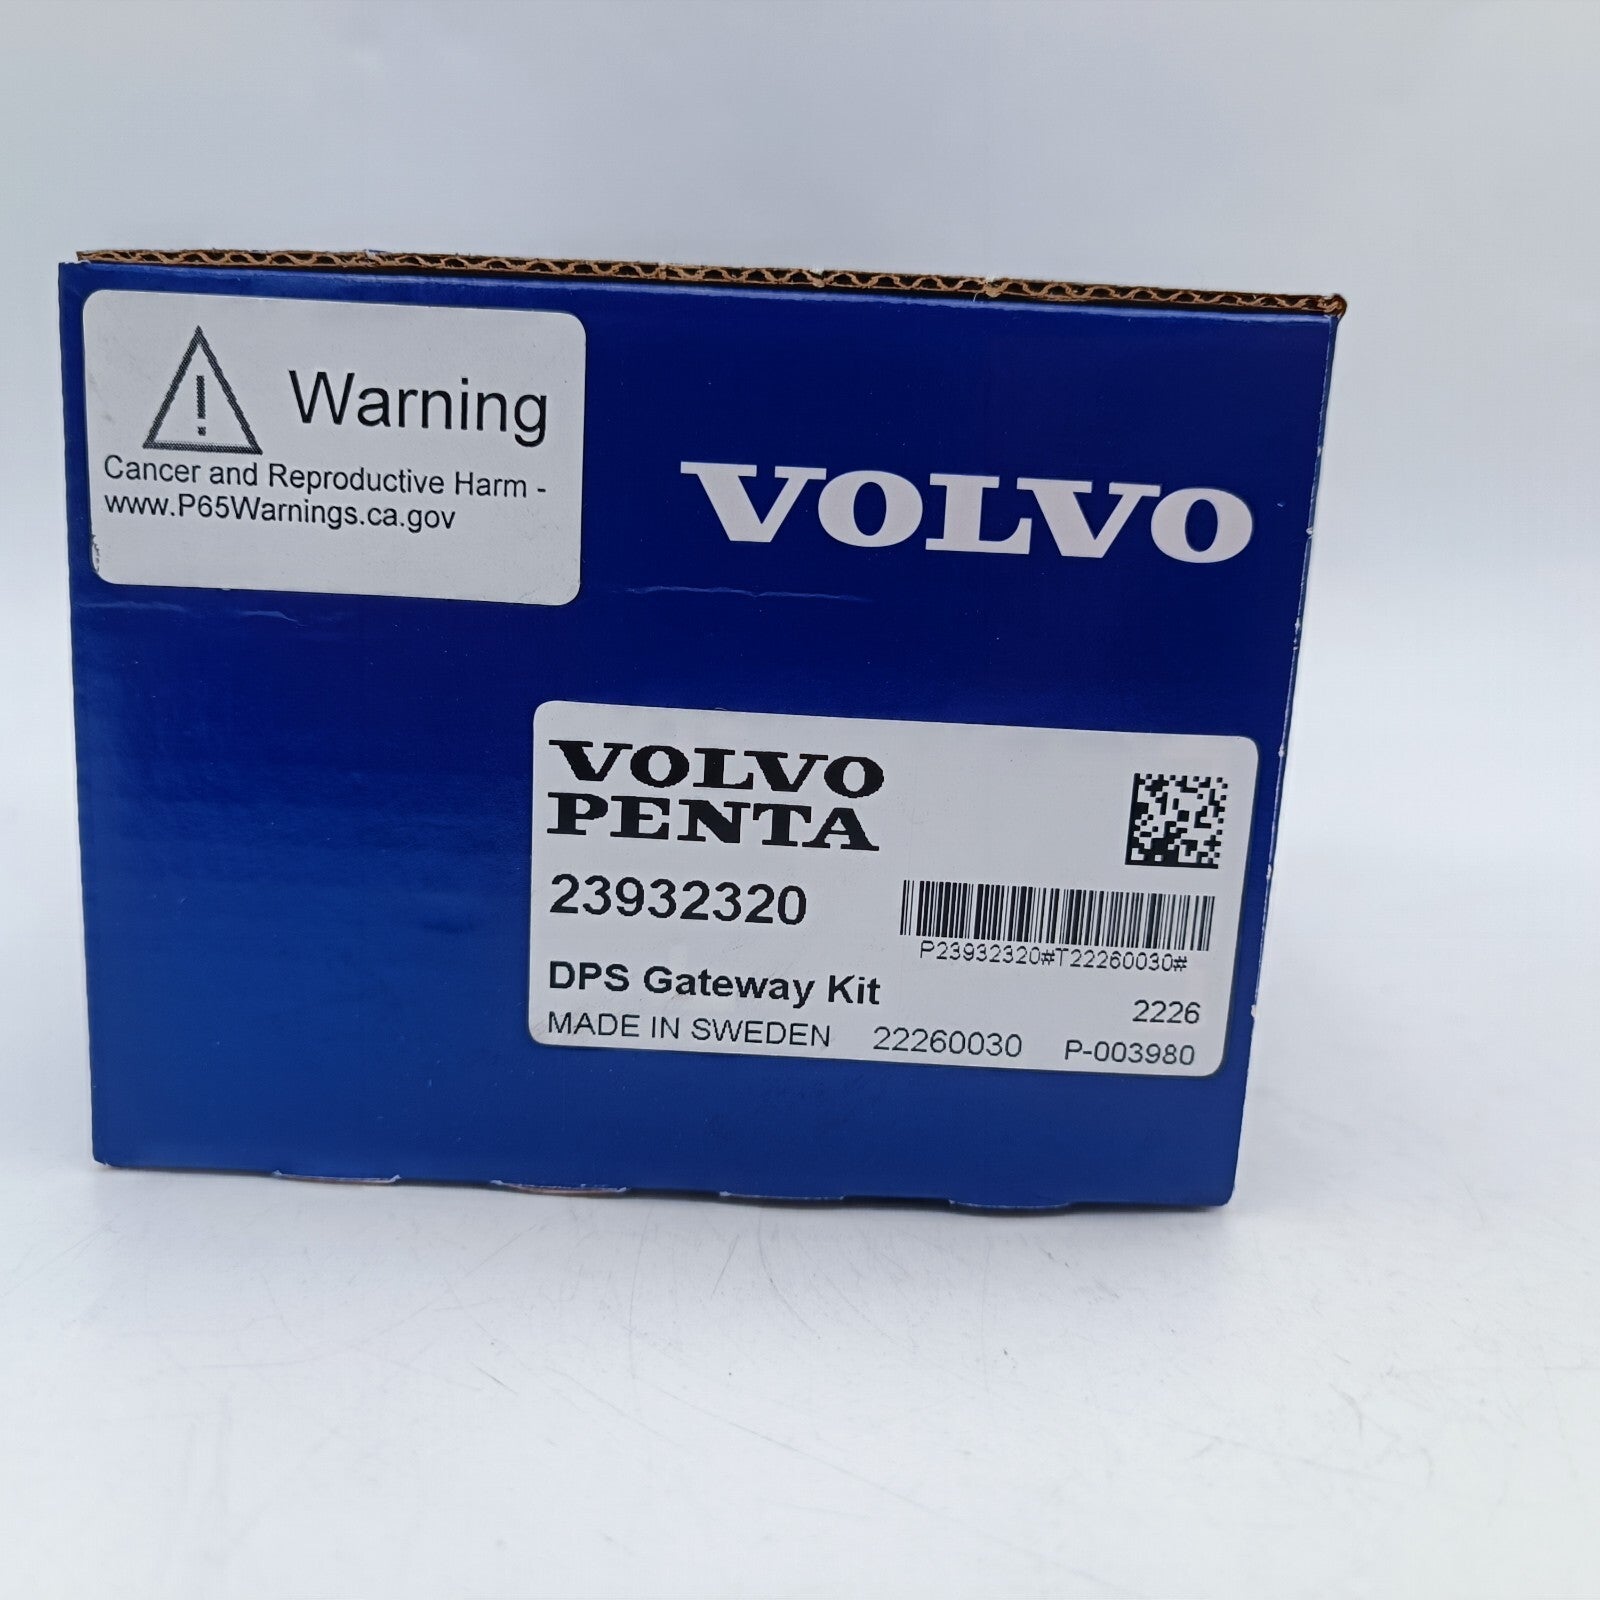 Warning
Cancer and Reproductive Harm -
www.P65Warnings.ca.gov
VOLVO
VOLVO
PENTA
23932320
P23932320#T22260030#
DPS Gateway Kit
2226
MADE IN SWEDEN 22260030 P-003980